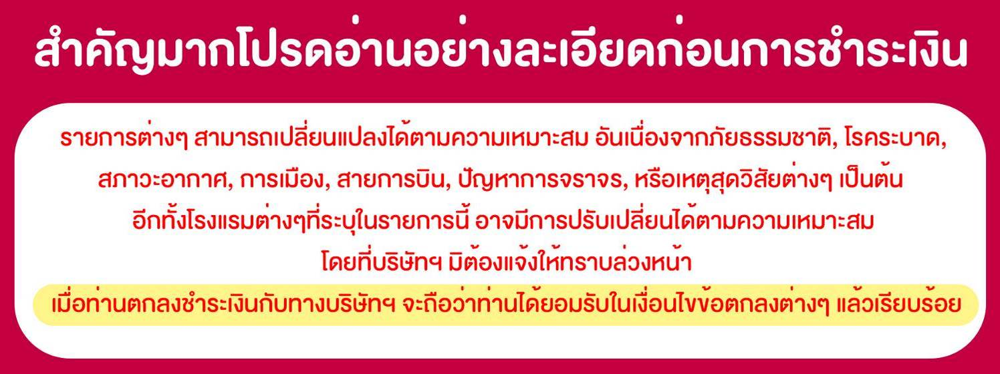 สำคัญมากโปรดอ่านอย่างละเอียดก่อนการชำระเงิน
รายการต่างๆ สามารถเปลี่ยนแปลงได้ตามความเหมาะสม อันเนื่องจากภัยธรรมชาติ, โรคระบาด,
สภาวะอากาศ, การเมือง, สายการบิน, ปัญหาการจราจร, หรือเหตุสุดวิสัยต่างๆ เป็นต้น
อีกทั้งโรงแรมต่างๆที่ระบุในรายการนี้ อาจมีการปรับเปลี่ยนได้ตามความเหมาะสม
โดยที่บริษัทฯ มิต้องแจ้งให้ทราบล่วงหน้า
เมื่อท่านตกลงชำระเงินกับทางบริษัทฯ จะถือว่าท่านได้ยอมรับในเงื่อนไขข้อตกลงต่างๆ แล้วเรียบร้อย